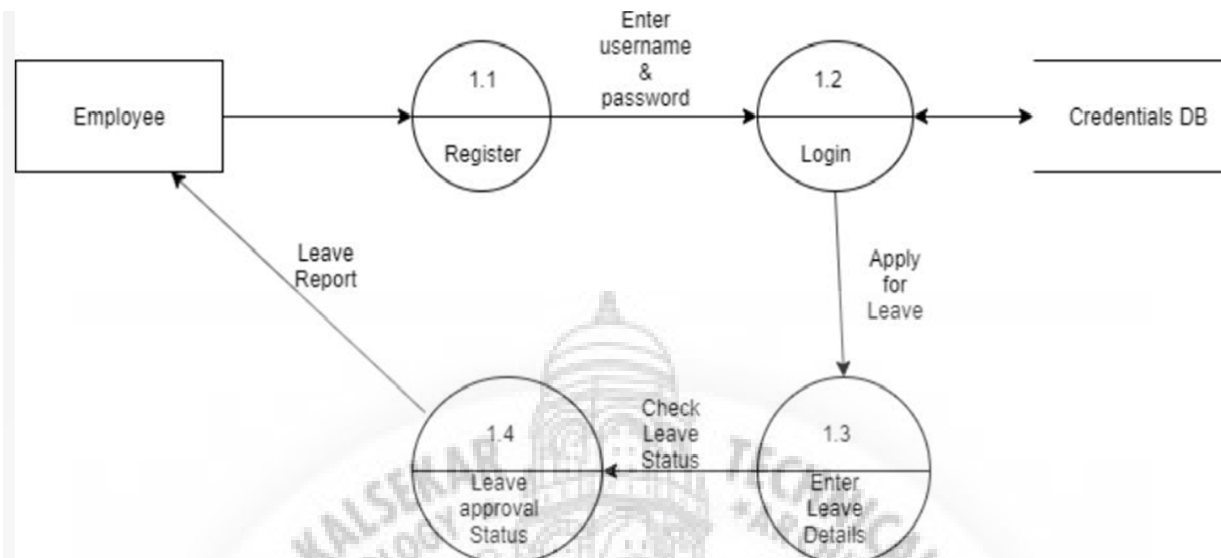 Employee
1.1
Register
Enter
username
&
password
1.2
Login
Credentials DB
Leave
Report
Apply
for
Leave
1.4
Leave
approval
Status
Check
Leave
Status
1.3
Enter
Leave
Details
KALSEKAR